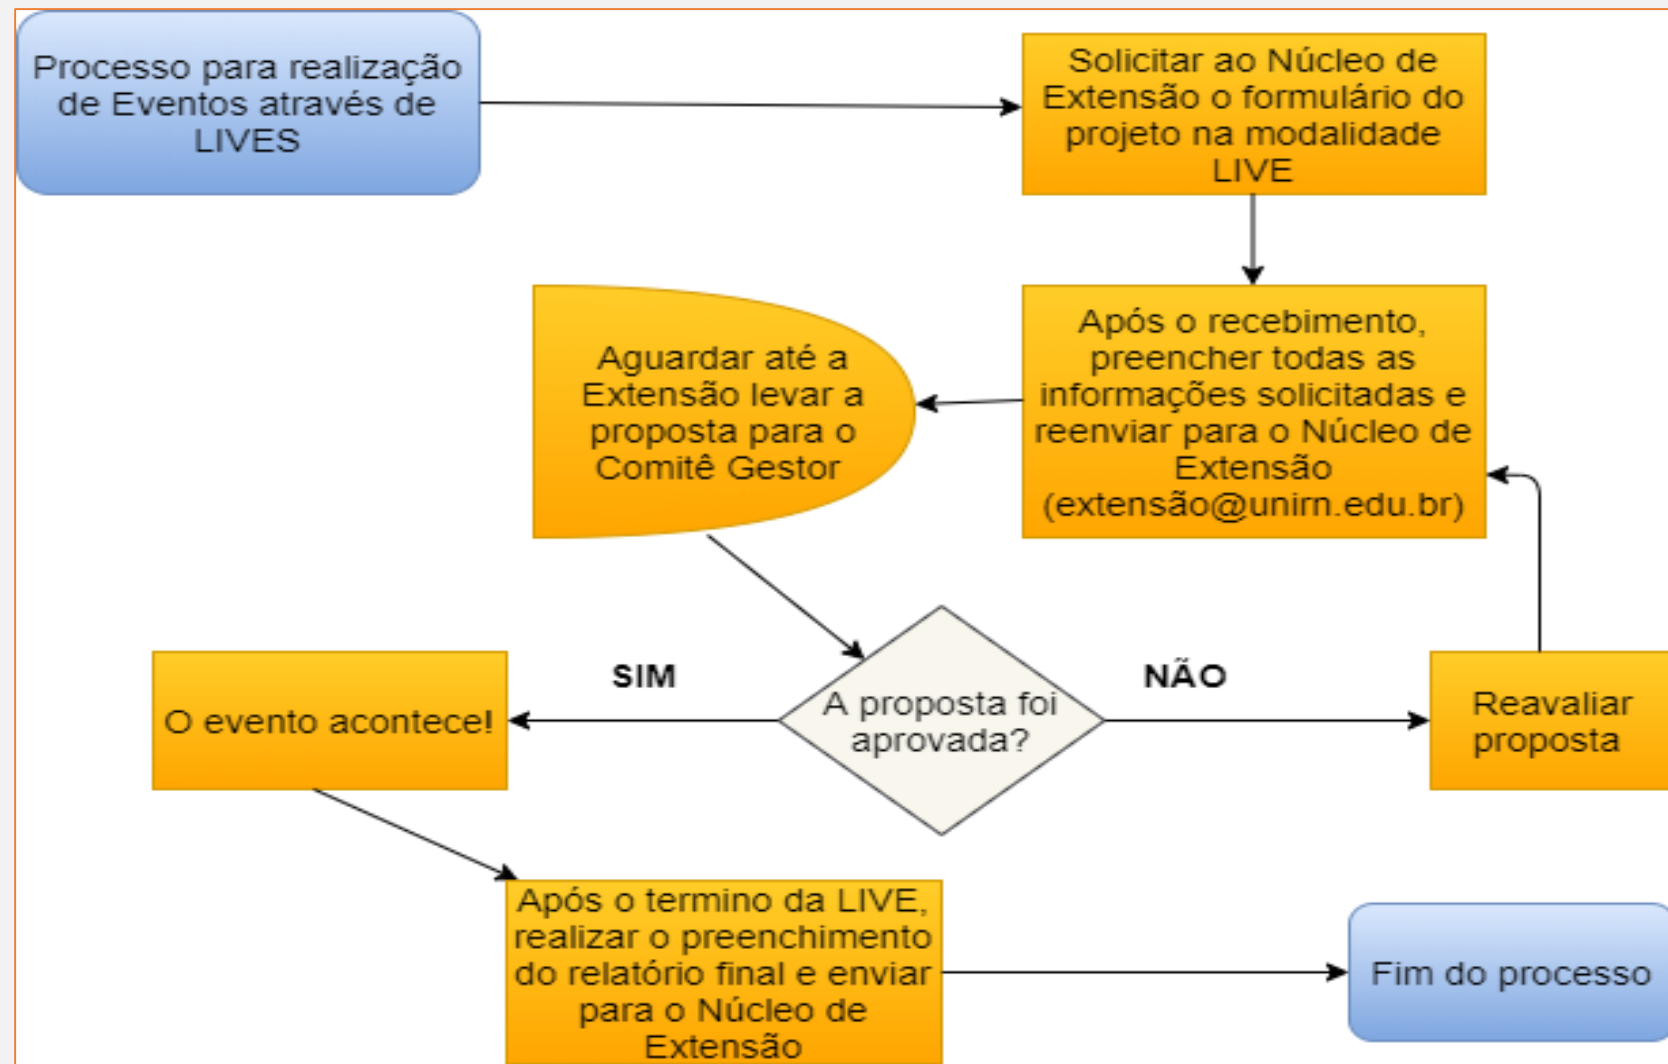 Processo para realização
de Eventos através de
LIVES
Solicitar ao Núcleo de
Extensão o formulário do
projeto na modalidade
LIVE
Após o recebimento,
preencher todas as
informações solicitadas e
reenviar para o Núcleo de
Extensão
(extensão@unirn.edu.br)
Aguardar até a
Extensão levar a
proposta para o
Comitê Gestor
A proposta foi
aprovada?
SIM
NÃO
O evento acontece!
Reavaliar
proposta
Após o termino da LIVE,
realizar o preenchimento
do relatório final e enviar
para o Núcleo de
Extensão
Fim do processo